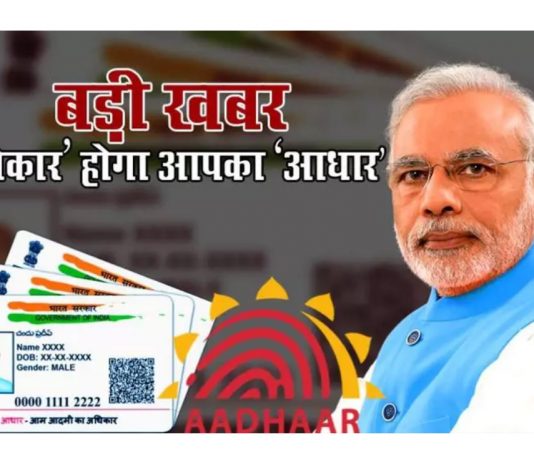 बड़ी खबर
होगा आपका ‘आधार’
भारत सरकार
GOVERNMENT OF INDIA
Name XXXX
DOB: XX-XX-XXXX
Gender: MALE
0000 1111 2222
आधार - आम आदमी का अधिकार
AADHAAR